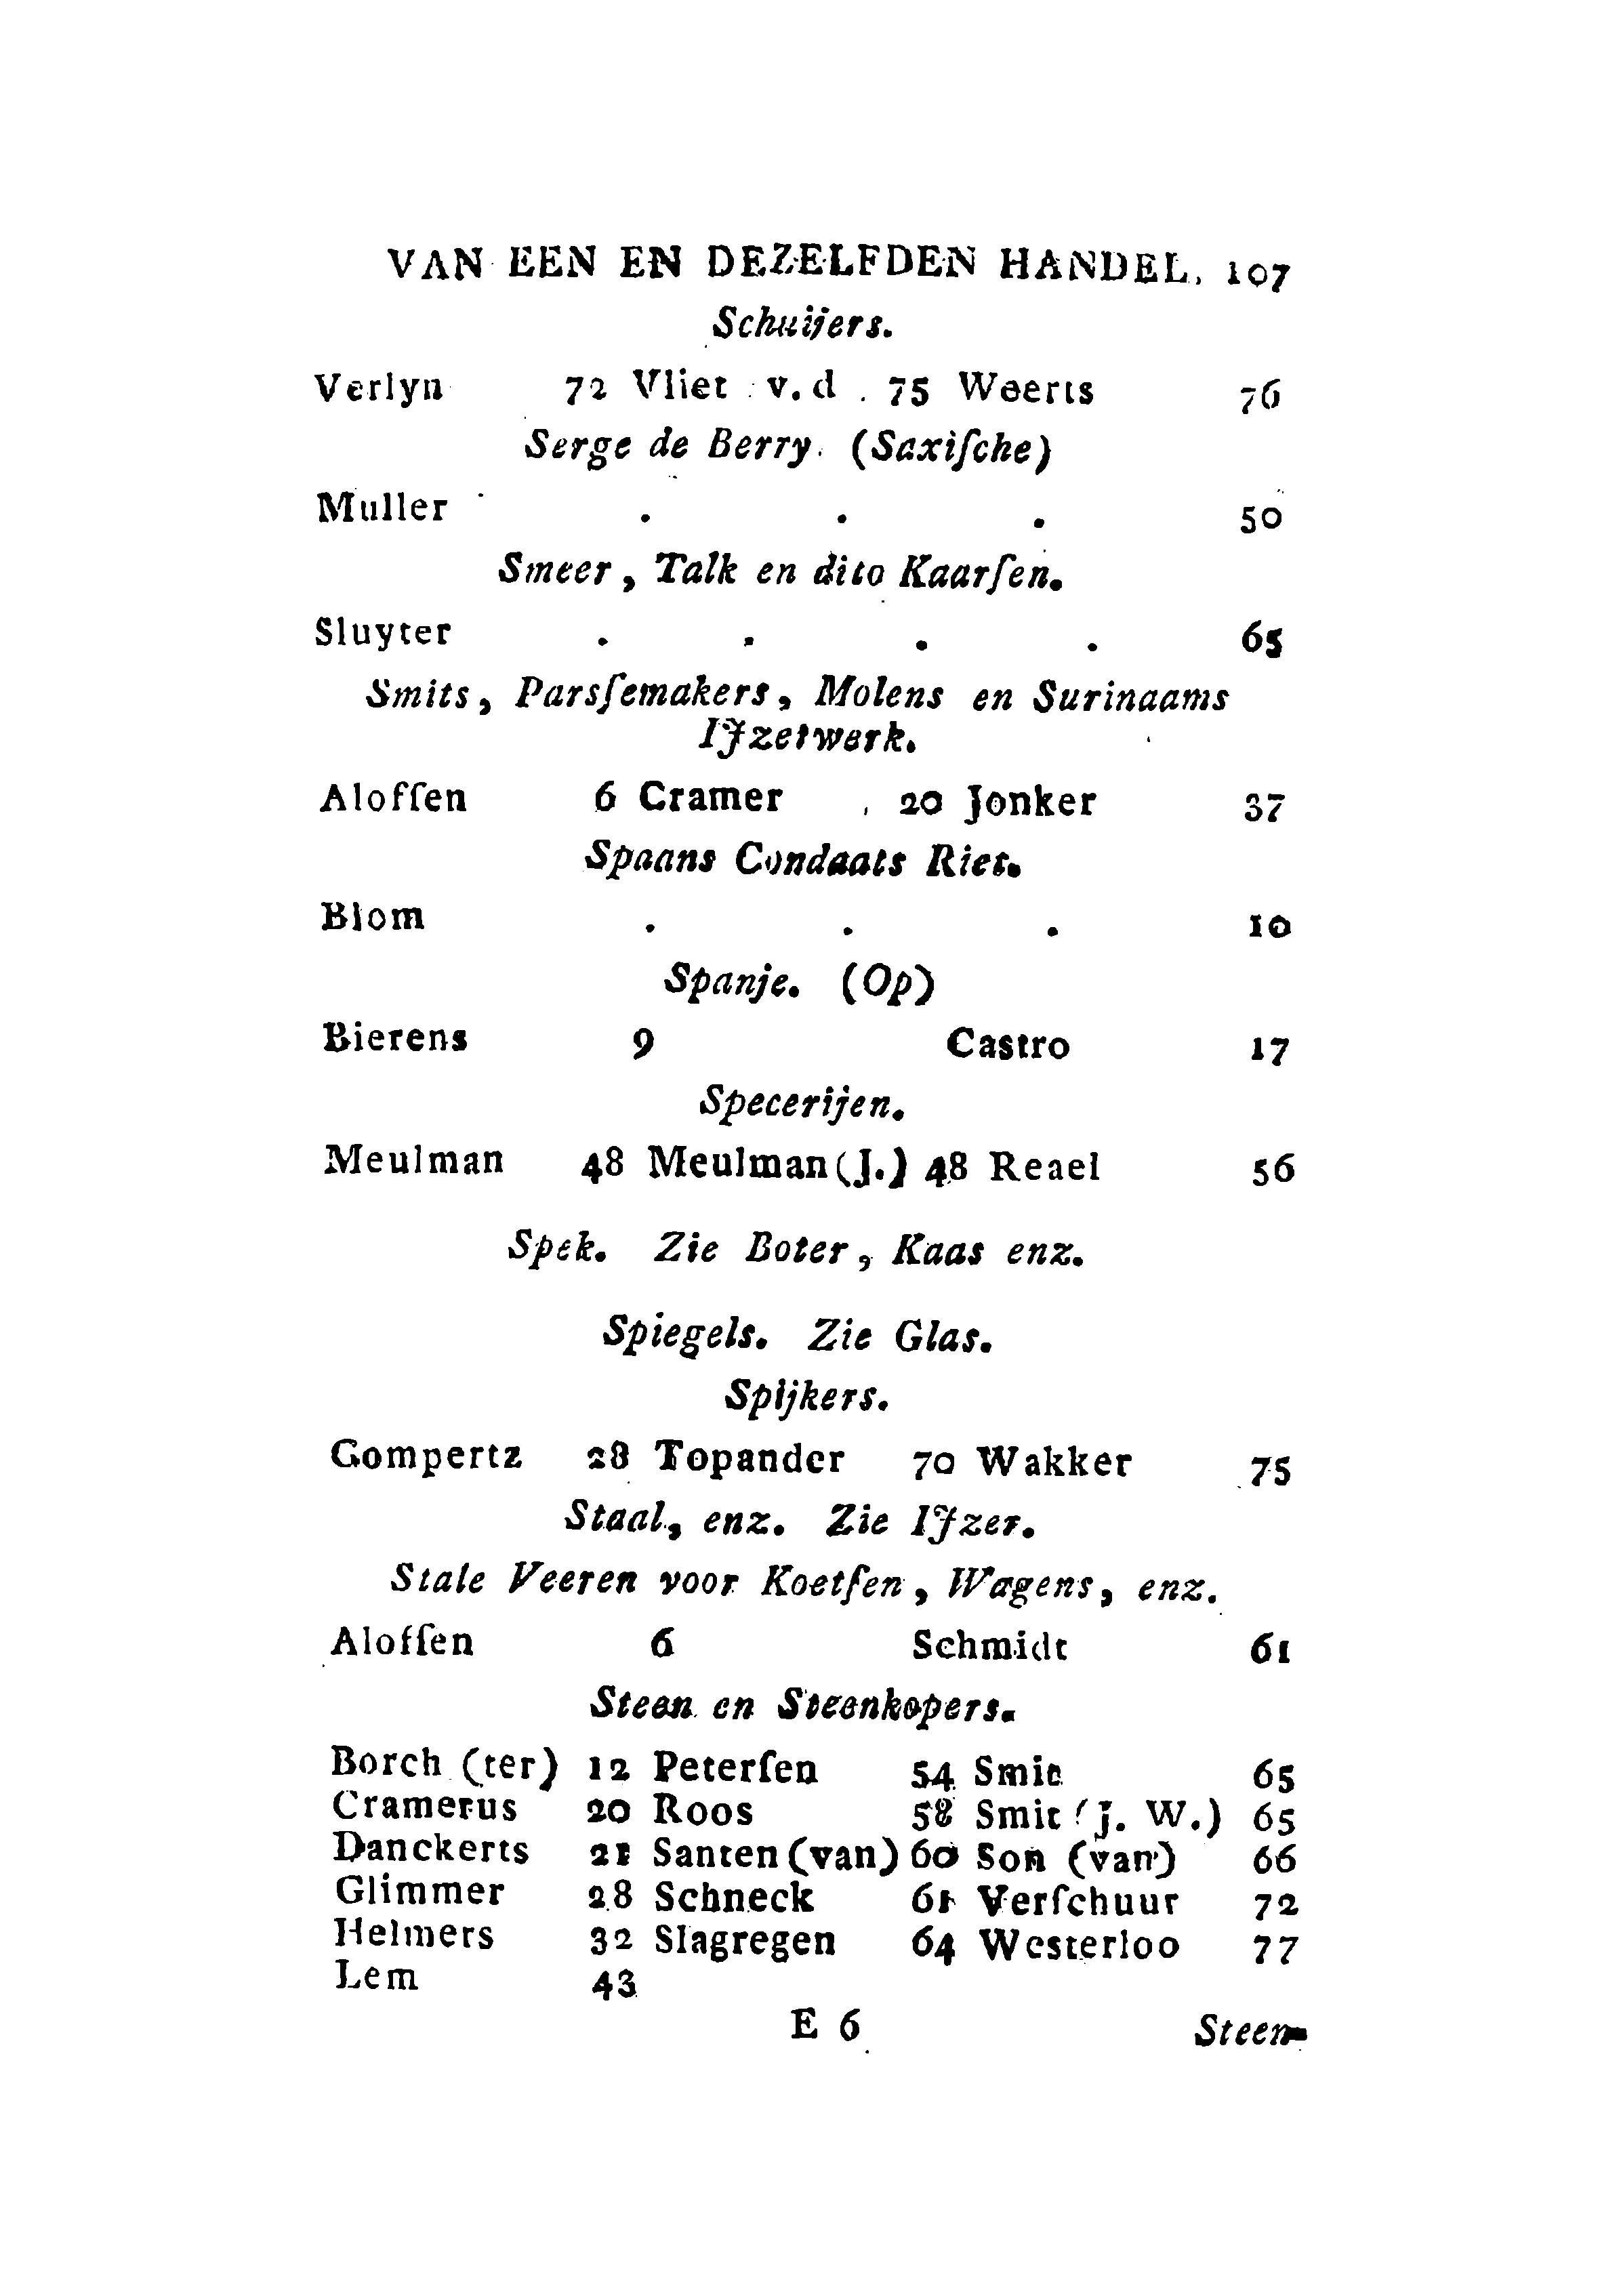 VAN EEN EN DEZELFDEN HANDEL. 107
Schuijers.
Verlyn 72 Vliet v. d . 75 Weerts 76
Serge de Berry. (Saxiſche)
Muller . . . 50
Smeer, Talk en dito Kaarſen.
Sluyter . . . . 65
Smits, Parsſemakers, Molens en Surinaams
IJzerwerk.
Aloffen 6 Cramer . 20 Jonker 37
Spaans Condaats Riet.
Blom . . . 10
Spanje. (Op)
Bierens 9 Castro 17
Specerijen.
Meulman 48 Meulman (J.) 48 Reael 56
Spek. Zie Boter, Kaas enz.
Spiegels. Zie Glas.
Spijkers.
Gompertz 28 Topander 70 Wakker 75
Staal, enz. Zie IJzer.
Stale Veeren voor Koetſen, Wagens, enz.
Aloffen 6 Schmidt 61
Steen en Steenkopers.
Borch (ter) 12 Peterſen 54 Smit 65
Cramerus 20 Roos 58 Smit (J. W.) 65
Danckerts 21 Santen (van) 60 Son (van) 66
Glimmer 28 Schneck 61 Verſchuur 72
Helmers 32 Slagregen 64 Westerloo 77
Lem 43
E 6 Steen-